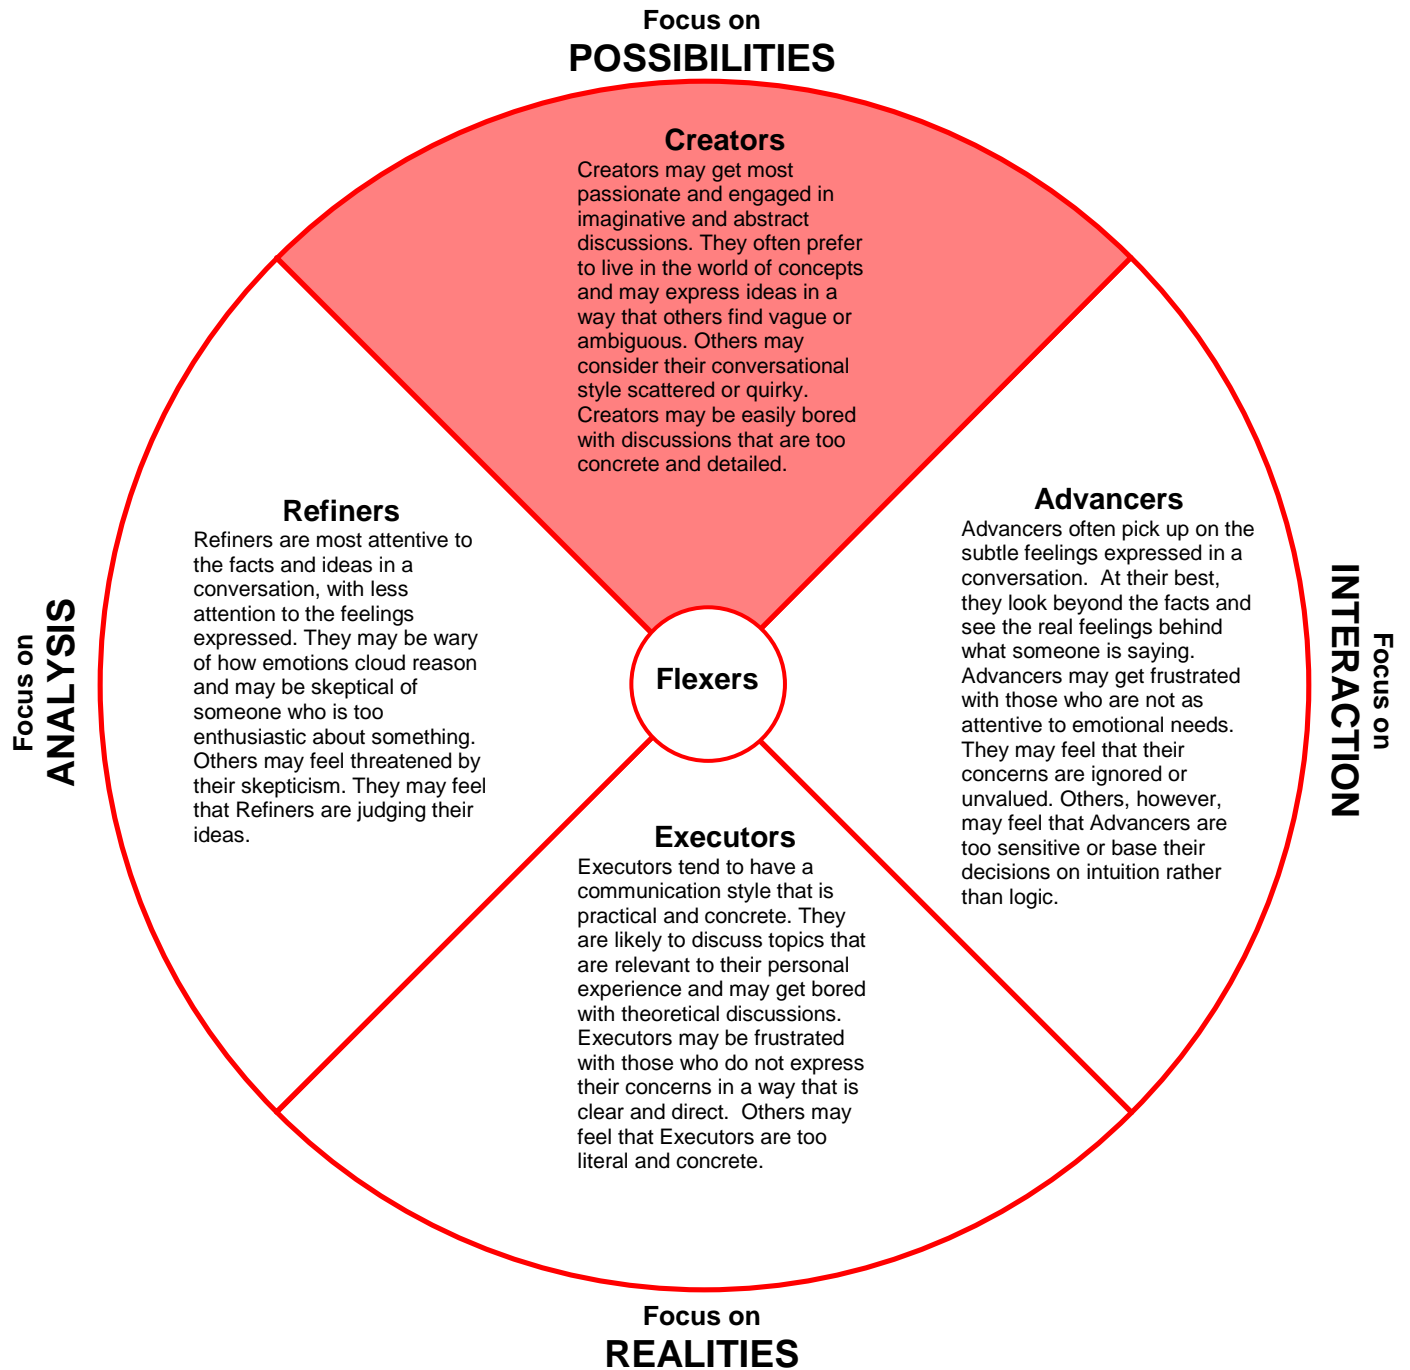 Focus on
POSSIBILITIES
Creators
Creators may get most
passionate and engaged in
imaginative and abstract
discussions. They often prefer
to live in the world of concepts
and may express ideas in a
way that others find vague or
ambiguous. Others may
consider their conversational
style scattered or quirky.
Creators may be easily bored
with discussions that are too
concrete and detailed.
Focus on
ANALYSIS
Refiners
Refiners are most attentive to
the facts and ideas in a
conversation, with less
attention to the feelings
expressed. They may be wary
of how emotions cloud reason
and may be skeptical of
someone who is too
enthusiastic about something.
Others may feel threatened by
their skepticism. They may feel
that Refiners are judging their
ideas.
Flexers
Advancers
Advancers often pick up on the
subtle feelings expressed in a
conversation.  At their best,
they look beyond the facts and
see the real feelings behind
what someone is saying.
Advancers may get frustrated
with those who are not as
attentive to emotional needs.
They may feel that their
concerns are ignored or
unvalued. Others, however,
may feel that Advancers are
too sensitive or base their
decisions on intuition rather
than logic.
Focus on
INTERACTION
Executors
Executors tend to have a
communication style that is
practical and concrete. They
are likely to discuss topics that
are relevant to their personal
experience and may get bored
with theoretical discussions.
Executors may be frustrated
with those who do not express
their concerns in a way that is
clear and direct.  Others may
feel that Executors are too
literal and concrete.
Focus on
REALITIES